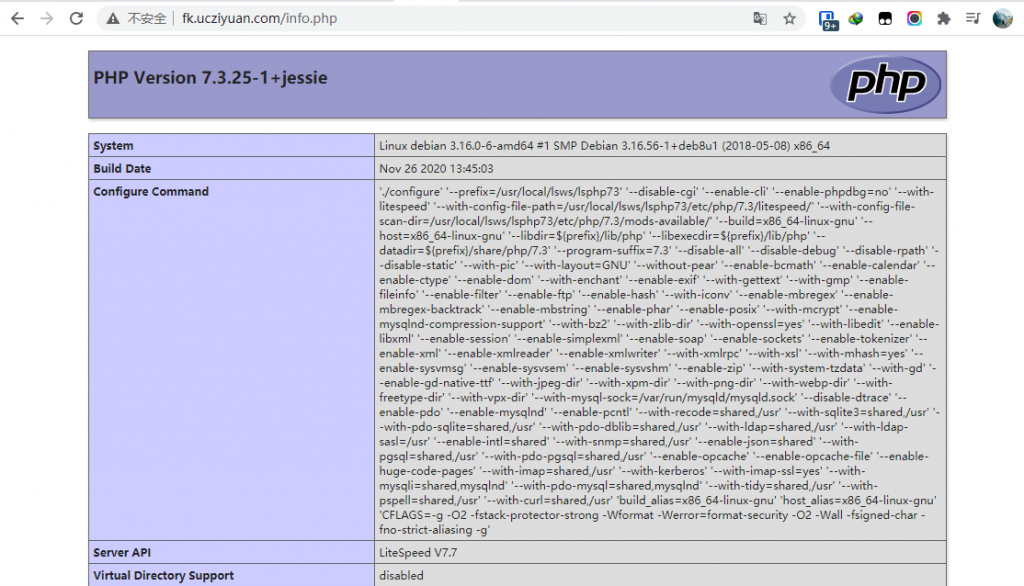 不安全 fk.ucziyuan.com/info.php
9+
PHP Version 7.3.25-1+jessie
php
System Linux debian 3.16.0-6-amd64 #1 SMP Debian 3.16.56-1+deb8u1 (2018-05-08) x86_64
Build Date Nov 26 2020 13:45:03
Configure Command './configure' '--prefix=/usr/local/lsws/lsphp73' '--disable-cgi' '--enable-cli' '--enable-phpdbg=no' '--with-
litespeed' '--with-config-file-path=/usr/local/lsws/lsphp73/etc/php/7.3/litespeed/' '--with-config-file-
scan-dir=/usr/local/lsws/lsphp73/etc/php/7.3/mods-available/' '--build=x86_64-linux-gnu' '--
host=x86_64-linux-gnu' '--libdir=${prefix}/lib/php' '--libexecdir=${prefix}/lib/php' '--
datadir=${prefix}/share/php/7.3' '--program-suffix=7.3' '--disable-all' '--disable-debug' '--disable-rpath' '-
-disable-static' '--with-pic' '--with-layout=GNU' '--without-pear' '--enable-bcmath' '--enable-calendar' '--
enable-ctype' '--enable-dom' '--with-enchant' '--enable-exif' '--with-gettext' '--with-gmp' '--enable-
fileinfo' '--enable-filter' '--enable-ftp' '--enable-hash' '--with-iconv' '--enable-mbregex' '--enable-
mbregex-backtrack' '--enable-mbstring' '--enable-phar' '--enable-posix' '--with-mcrypt' '--enable-
mysqlnd-compression-support' '--with-bz2' '--with-zlib-dir' '--with-openssl=yes' '--with-libedit' '--enable-
libxml' '--enable-session' '--enable-simplexml' '--enable-soap' '--enable-sockets' '--enable-tokenizer' '--
enable-xml' '--enable-xmlreader' '--enable-xmlwriter' '--with-xmlrpc' '--with-xsl' '--with-mhash=yes' '--
enable-sysvmsg' '--enable-sysvsem' '--enable-sysvshm' '--enable-zip' '--with-system-tzdata' '--with-gd' '-
-enable-gd-native-ttf' '--with-jpeg-dir' '--with-xpm-dir' '--with-png-dir' '--with-webp-dir' '--with-
freetype-dir' '--with-vpx-dir' '--with-mysql-sock=/var/run/mysqld/mysqld.sock' '--disable-dtrace' '--
enable-pdo' '--enable-mysqlnd' '--enable-pcntl' '--with-recode=shared,/usr' '--with-sqlite3=shared,/usr' '-
-with-pdo-sqlite=shared,/usr' '--with-pdo-dblib=shared,/usr' '--with-ldap=shared,/usr' '--with-ldap-
sasl=/usr' '--enable-intl=shared' '--with-snmp=shared,/usr' '--enable-json=shared' '--with-
pgsql=shared,/usr' '--with-pdo-pgsql=shared,/usr' '--enable-opcache' '--enable-opcache-file' '--enable-
huge-code-pages' '--with-imap=shared,/usr' '--with-kerberos' '--with-imap-ssl=yes' '--with-
mysqli=shared,mysqlnd' '--with-pdo-mysql=shared,mysqlnd' '--with-tidy=shared,/usr' '--with-
pspell=shared,/usr' '--with-curl=shared,/usr' 'build_alias=x86_64-linux-gnu' 'host_alias=x86_64-linux-gnu'
'CFLAGS=-g -O2 -fstack-protector-strong -Wformat -Werror=format-security -O2 -Wall -fsigned-char -
fno-strict-aliasing -g'
Server API LiteSpeed V7.7
Virtual Directory Support disabled